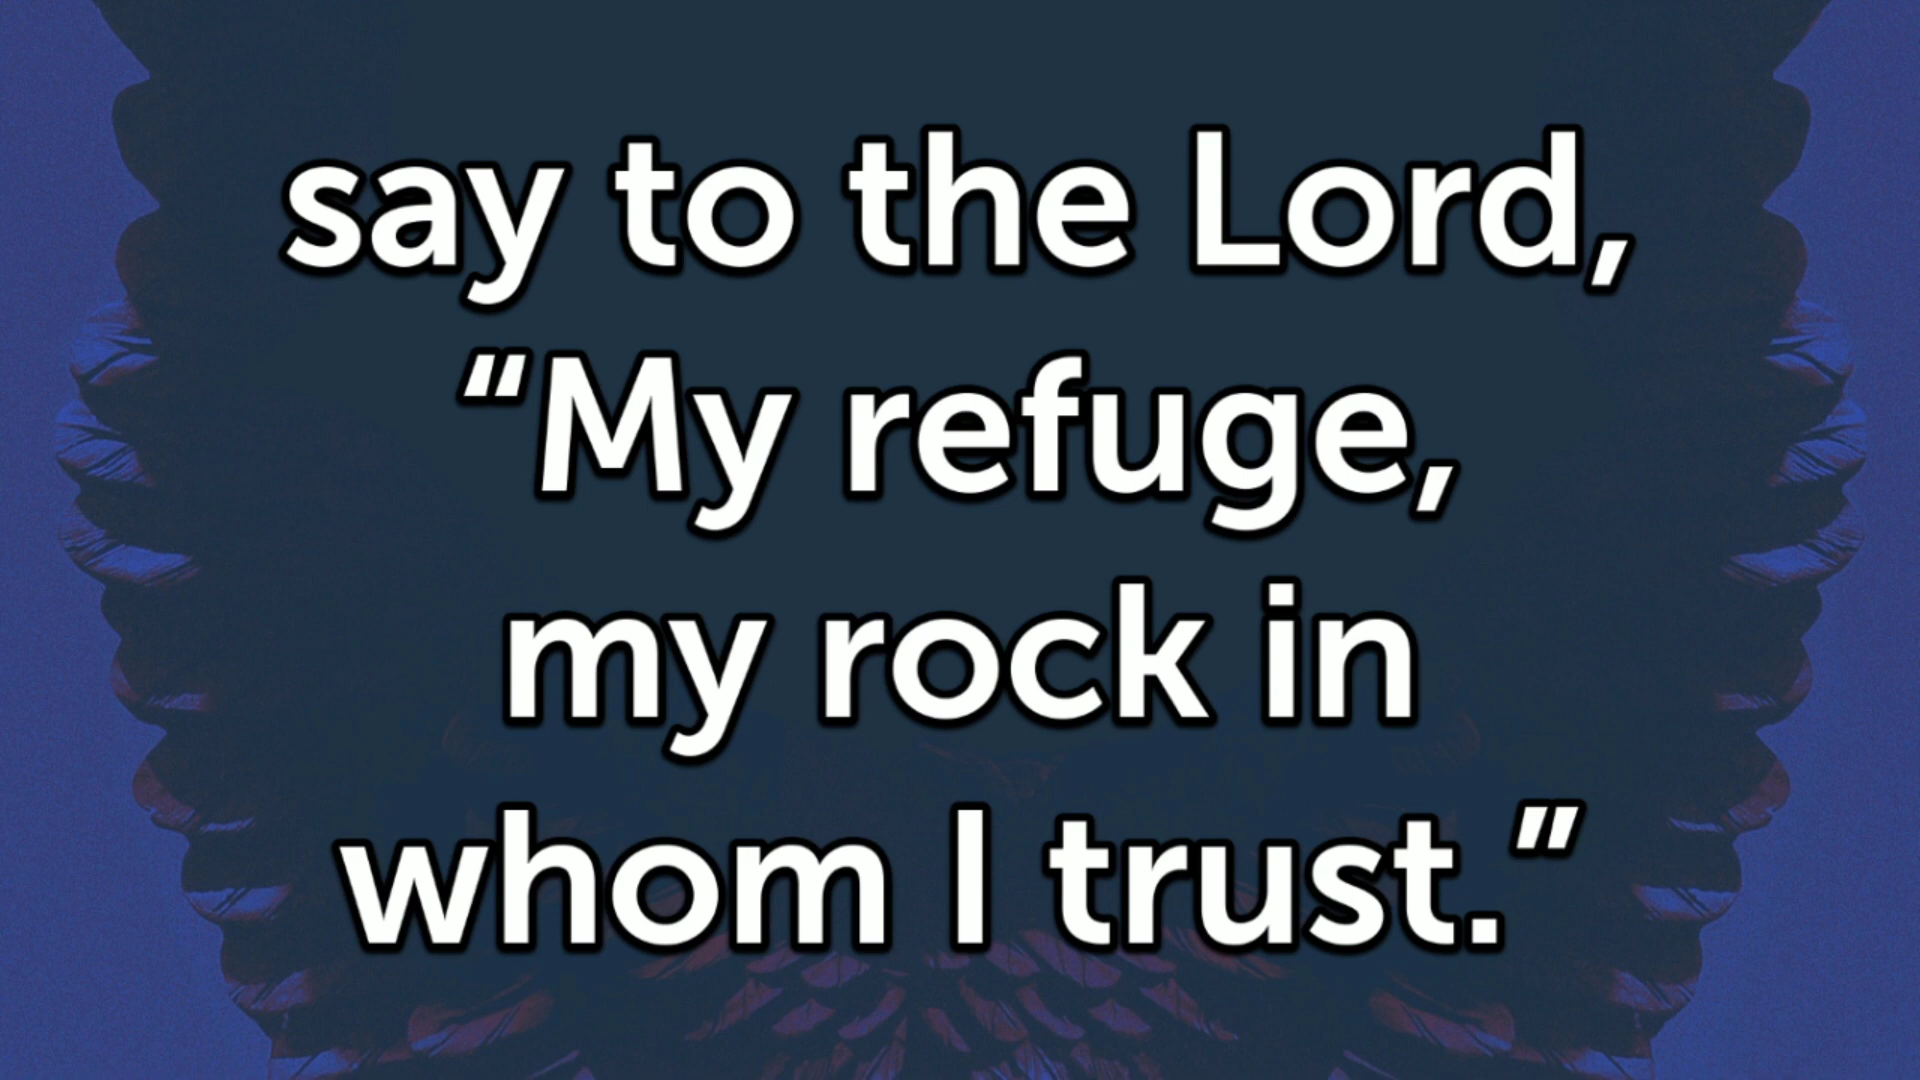 say to the Lord,
“My refuge,
my rock in
whom I trust.”